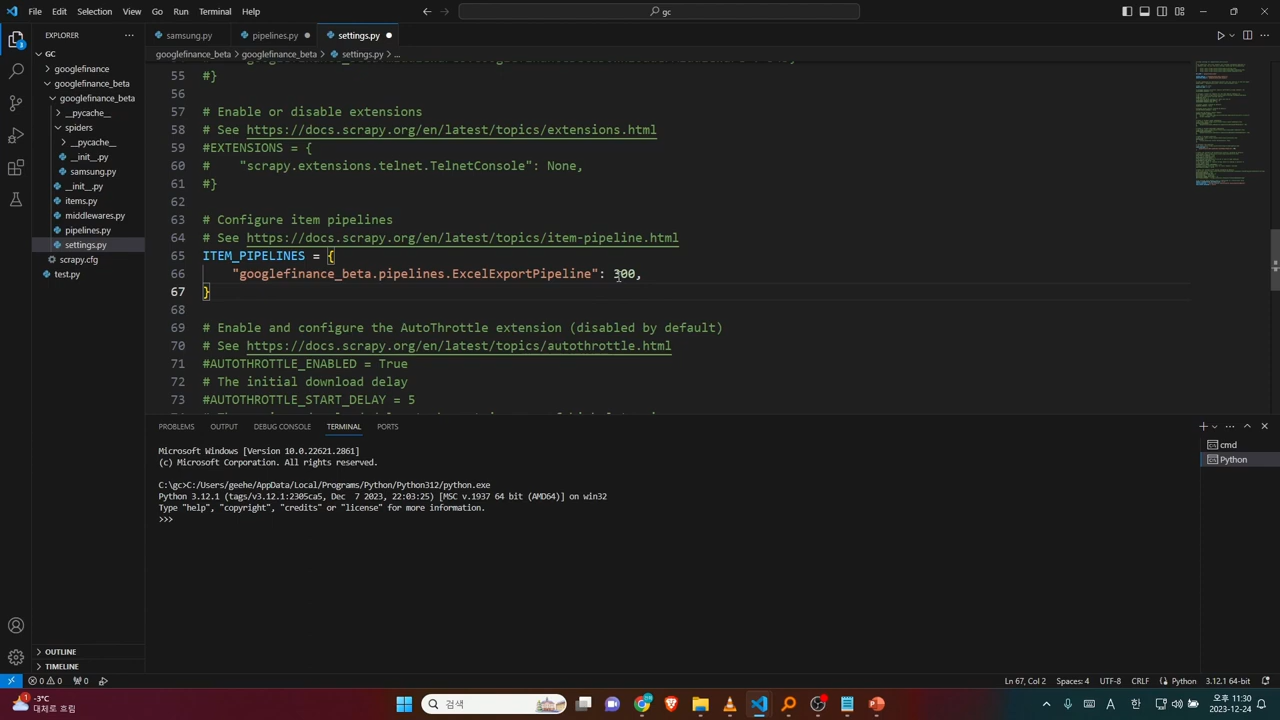 File Edit Selection View Go Run Terminal Help
gc
EXPLORER
samsung.py
pipelines.py
settings.py
GC
googlefinance
googlefinance_beta
googlefinance_beta
__pycache__
spiders
__pycache__
__init__.py
samsung.py
__init__.py
items.py
middlewares.py
pipelines.py
settings.py
scrapy.cfg
test.py
OUTLINE
TIMELINE
googlefinance_beta > googlefinance_beta > settings.py > ...
55 #}
56
57 # Enable or disable extensions
58 # See https://docs.scrapy.org/en/latest/topics/extensions.html
59 #EXTENSIONS = {
60 #    "scrapy.extensions.telnet.TelnetConsole": None,
61 #}
62
63 # Configure item pipelines
64 # See https://docs.scrapy.org/en/latest/topics/item-pipeline.html
65 ITEM_PIPELINES = {
66     "googlefinance_beta.pipelines.ExcelExportPipeline": 300,
67 }
68
69 # Enable and configure the AutoThrottle extension (disabled by default)
70 # See https://docs.scrapy.org/en/latest/topics/autothrottle.html
71 #AUTOTHROTTLE_ENABLED = True
72 # The initial download delay
73 #AUTOTHROTTLE_START_DELAY = 5
PROBLEMS OUTPUT DEBUG CONSOLE TERMINAL PORTS
Microsoft Windows [Version 10.0.22621.2861]
(c) Microsoft Corporation. All rights reserved.
C:\gc>C:/Users/geehe/AppData/Local/Programs/Python/Python312/python.exe
Python 3.12.1 (tags/v3.12.1:2305ca5, Dec  7 2023, 22:03:25) [MSC v.1937 64 bit (AMD64)] on win32
Type "help", "copyright", "credits" or "license" for more information.
>>>
cmd
Python
0 0 0
Ln 67, Col 2 Spaces: 4 UTF-8 CRLF Python 3.12.1 64-bit
-3°C
대체로 흐림
검색
A 한
오후 11:30
2023-12-24